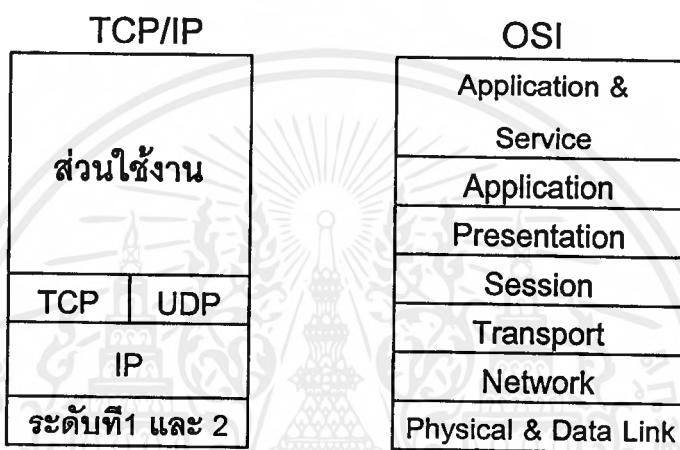 TCP/IP
ส่วนใช้งาน
TCP
UDP
IP
ระดับที่1 และ 2
OSI
Application &
Service
Application
Presentation
Session
Transport
Network
Physical & Data Link